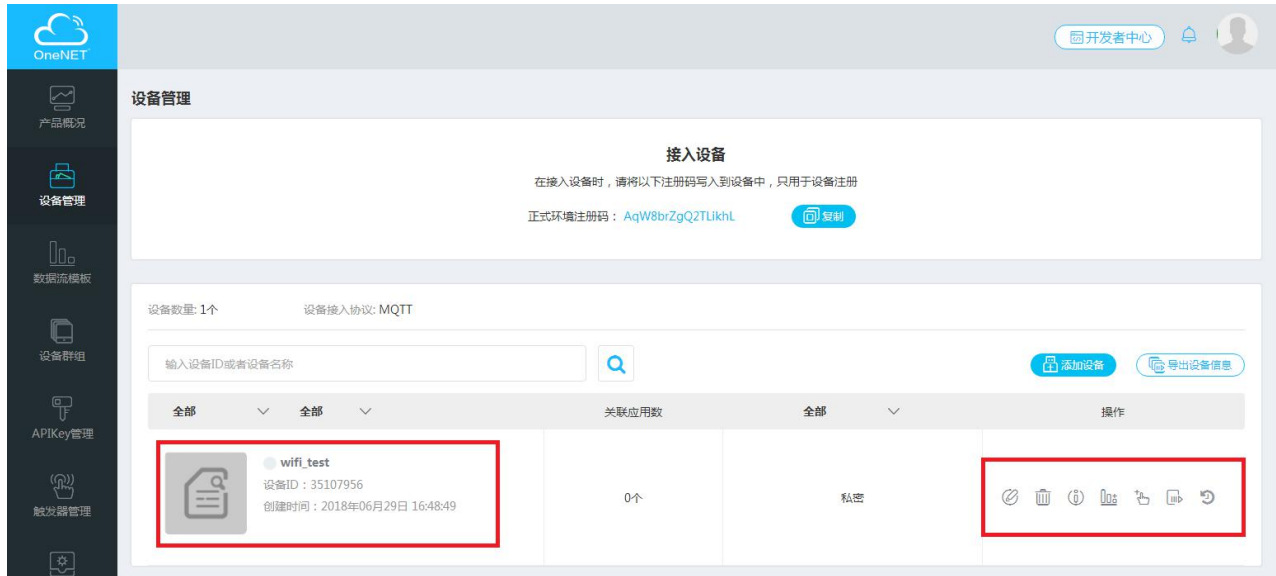 OneNET
开发者中心
产品概况
设备管理
数据流模板
设备群组
APIKey管理
触发器管理
设备管理
接入设备
在接入设备时，请将以下注册码写入到设备中，只用于设备注册
正式环境注册码： AqW8brZgQ2TLikhL 复制
设备数量: 1个 设备接入协议: MQTT
输入设备ID或者设备名称 添加设备 导出设备信息
全部 全部 关联应用数 全部 操作
wifi_test
设备ID：35107956
创建时间：2018年06月29日 16:48:49
0个 私密